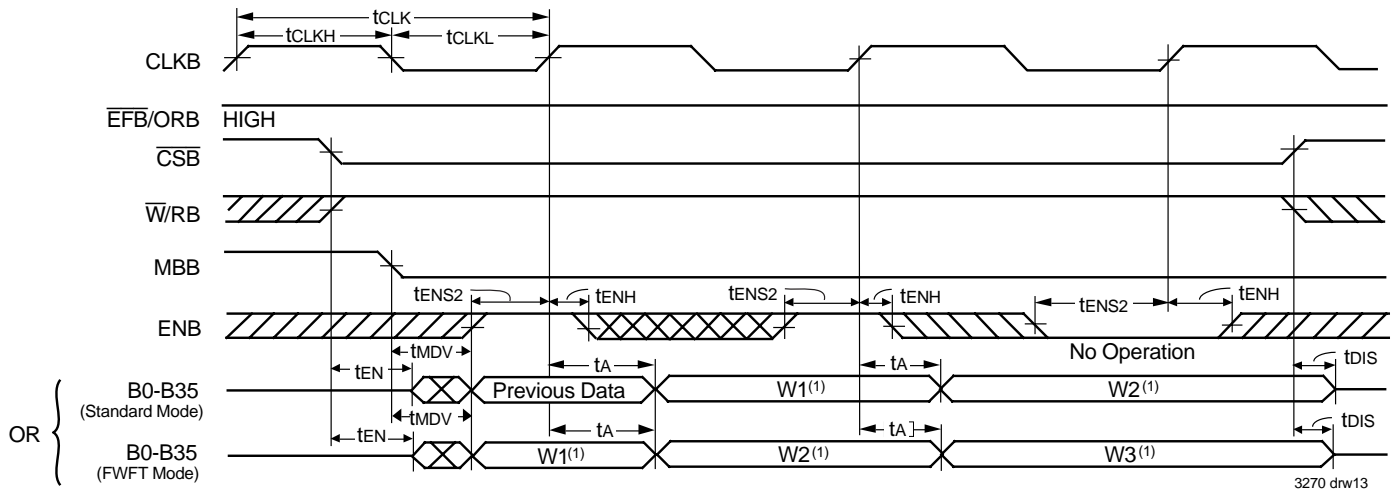 tCLK
tCLKH tCLKL
CLKB
EFB/ORB HIGH
CSB
W/RB
MBB
tENS2 tENH tENS2 tENH tENS2 tENH
ENB
No Operation
tMDV
tEN tA tA tDIS
B0-B35 Previous Data W1(1) W2(1)
(Standard Mode)
OR
tMDV
tEN tA tA tDIS
B0-B35 W1(1) W2(1) W3(1)
(FWFT Mode)
3270 drw13